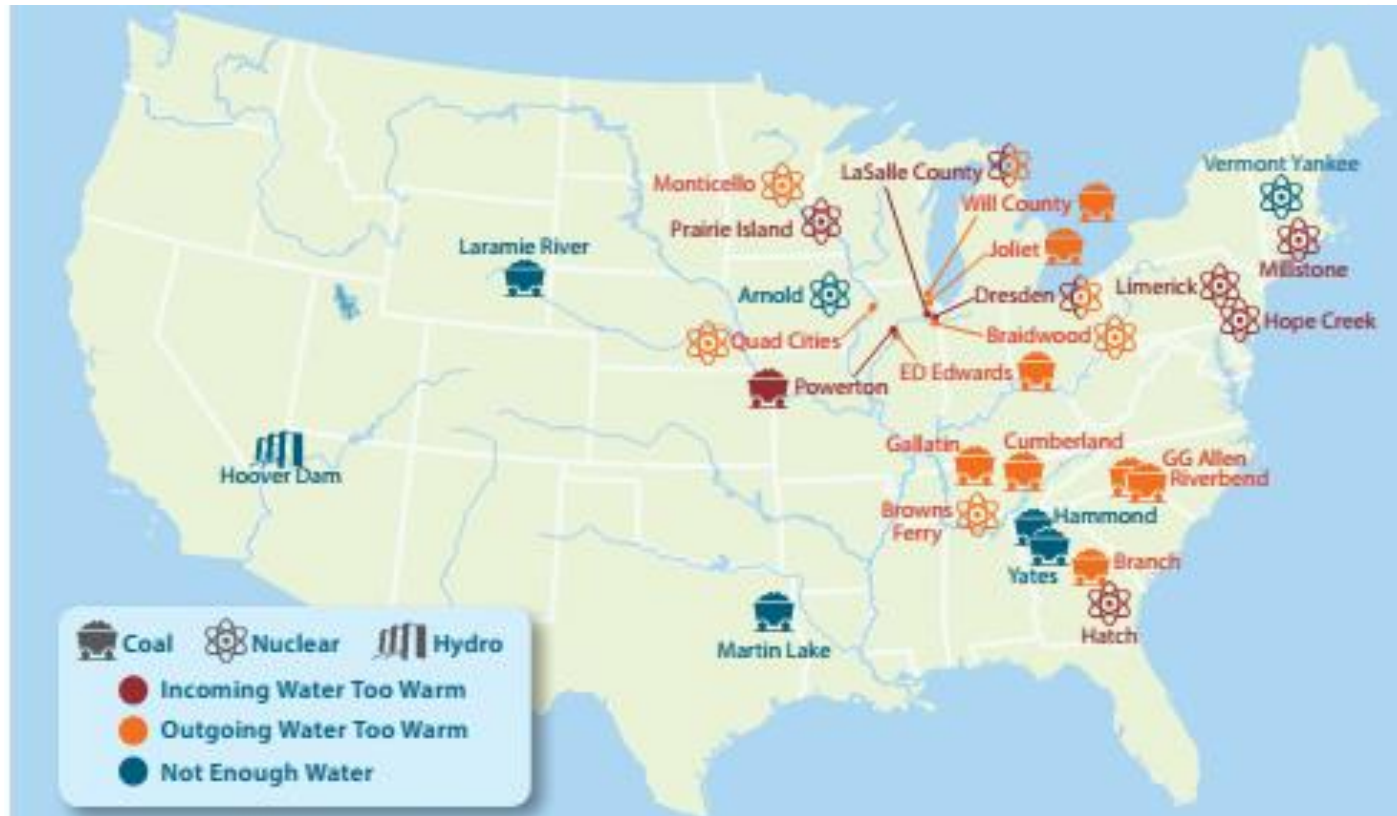 Vermont Yankee
LaSalle County
Monticello
Will County
Prairie Island
Laramie River
Joliet
Millstone
Arnold
Dresden
Limerick
Hope Creek
Quad Cities
Braidwood
ED Edwards
Powerton
Gallatin
Cumberland
GG Allen
Riverbend
Hoover Dam
Browns
Ferry
Hammond
Yates
Branch
Hatch
Martin Lake
Coal
Nuclear
Hydro
Incoming Water Too Warm
Outgoing Water Too Warm
Not Enough Water